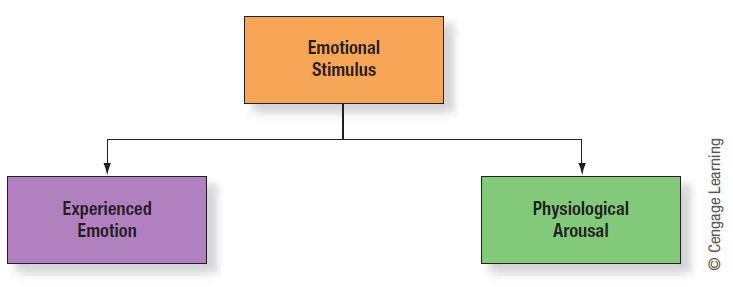 Emotional
Stimulus
Experienced
Emotion
Physiological
Arousal
© Cengage Learning